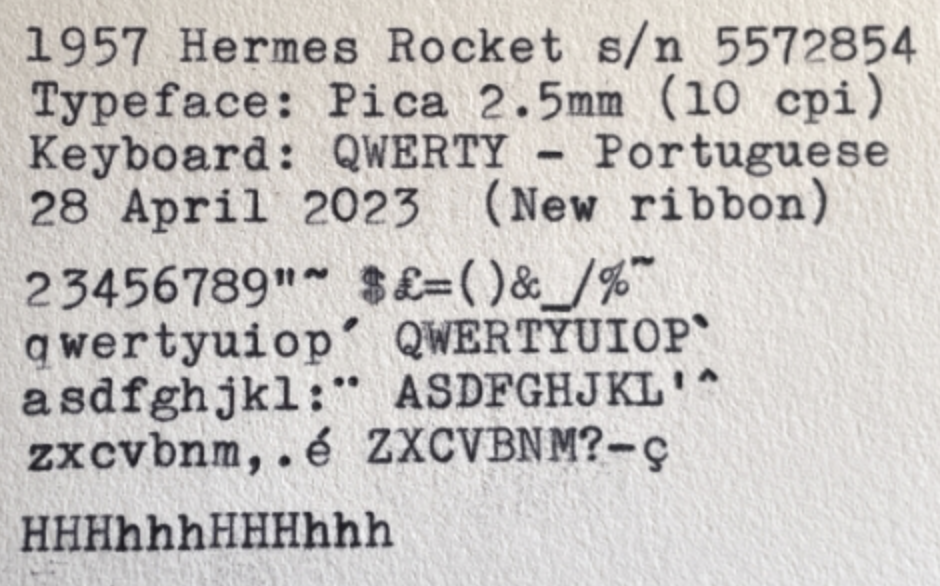 1957 Hermes Rocket s/n 5572854
Typeface: Pica 2.5mm (10 cpi)
Keyboard: QWERTY - Portuguese
28 April 2023  (New ribbon)
23456789"~ $£=()&_/%~
qwertyuiop´ QWERTYUIOP`
asdfghjkl:¨ ASDFGHJKL'^
zxcvbnm,.é ZXCVBNM?-ç
HHHhhhHHHhhh